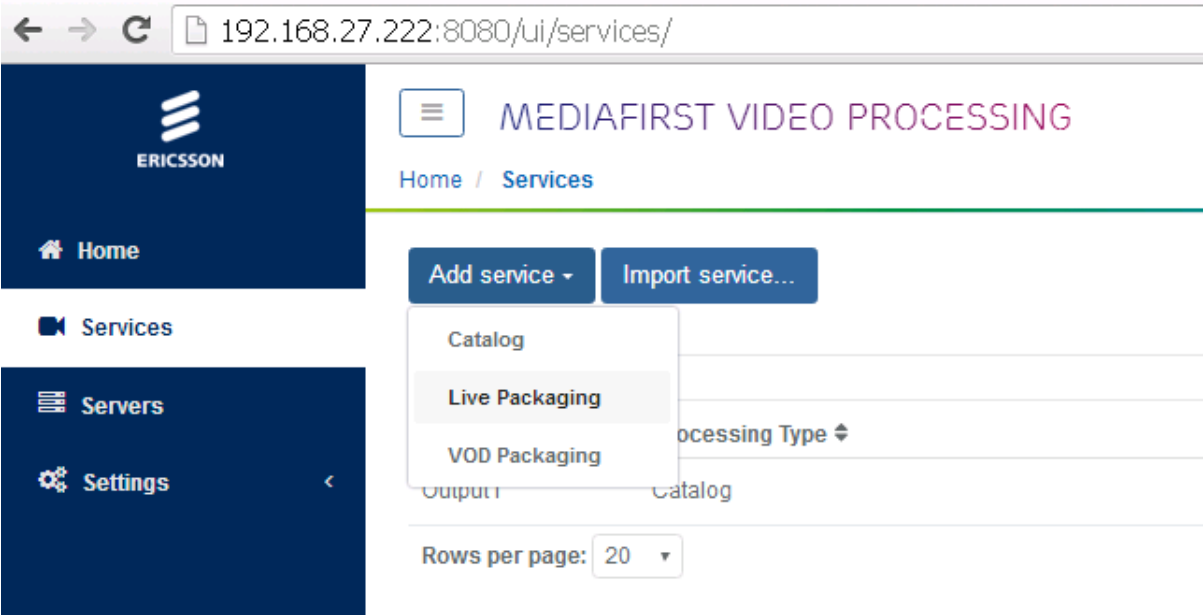 192.168.27.222:8080/ui/services/
ERICSSON
MEDIAFIRST VIDEO PROCESSING
Home / Services
Home
Services
Servers
Settings
Add service
Import service...
Catalog
Live Packaging
VOD Packaging
ocessing Type
Output1 Catalog
Rows per page: 20